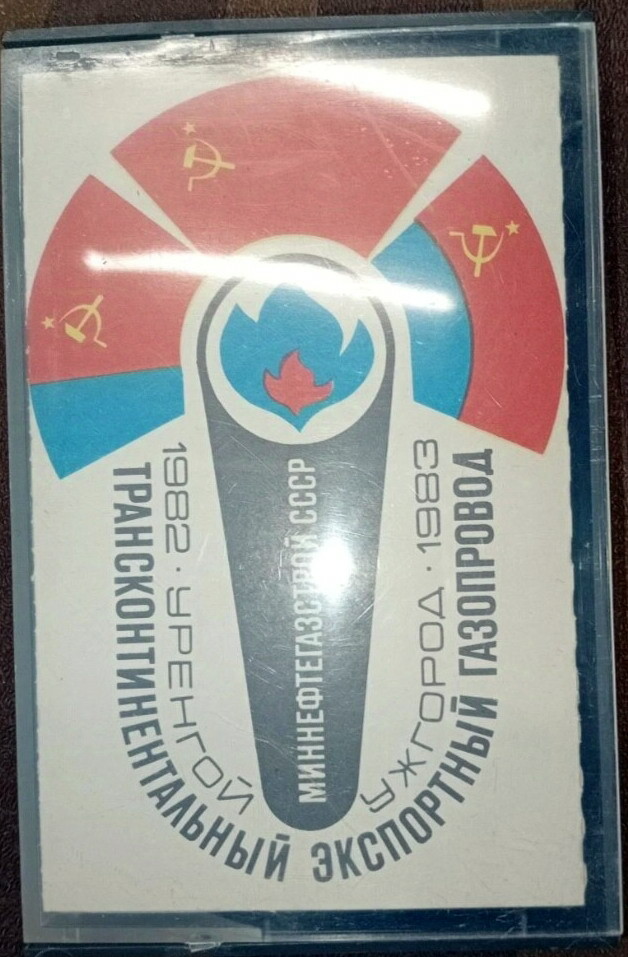 МИННЕФТЕГАЗСТРОЙ СССР
1982 · УРЕНГОЙ
УЖГОРОД · 1983
ТРАНСКОНТИНЕНТАЛЬНЫЙ ЭКСПОРТНЫЙ ГАЗОПРОВОД